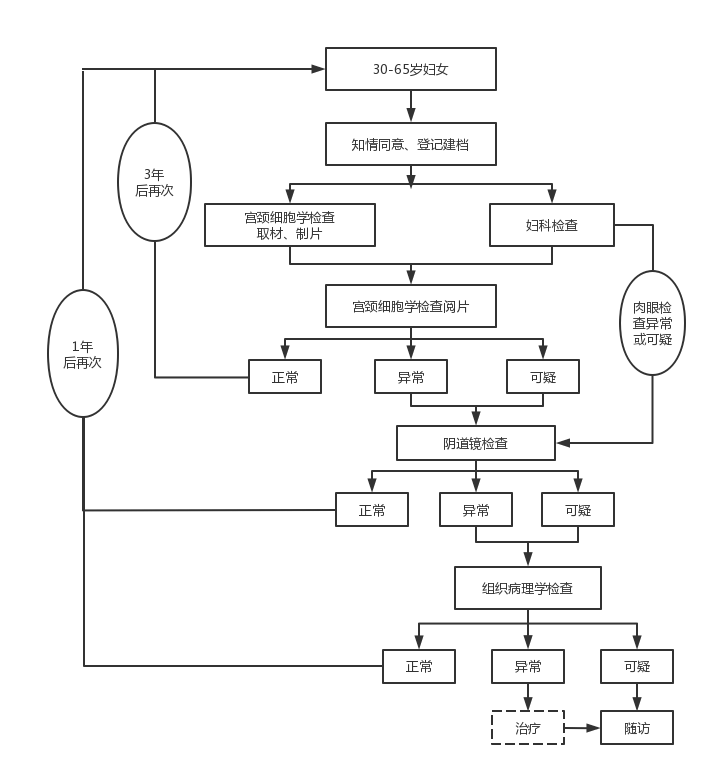 30-65岁妇女
知情同意、登记建档
3年
后再次
宫颈细胞学检查
取材、制片
妇科检查
宫颈细胞学检查阅片
肉眼检
查异常
或可疑
1年
后再次
正常
异常
可疑
阴道镜检查
正常
异常
可疑
组织病理学检查
正常
异常
可疑
治疗
随访